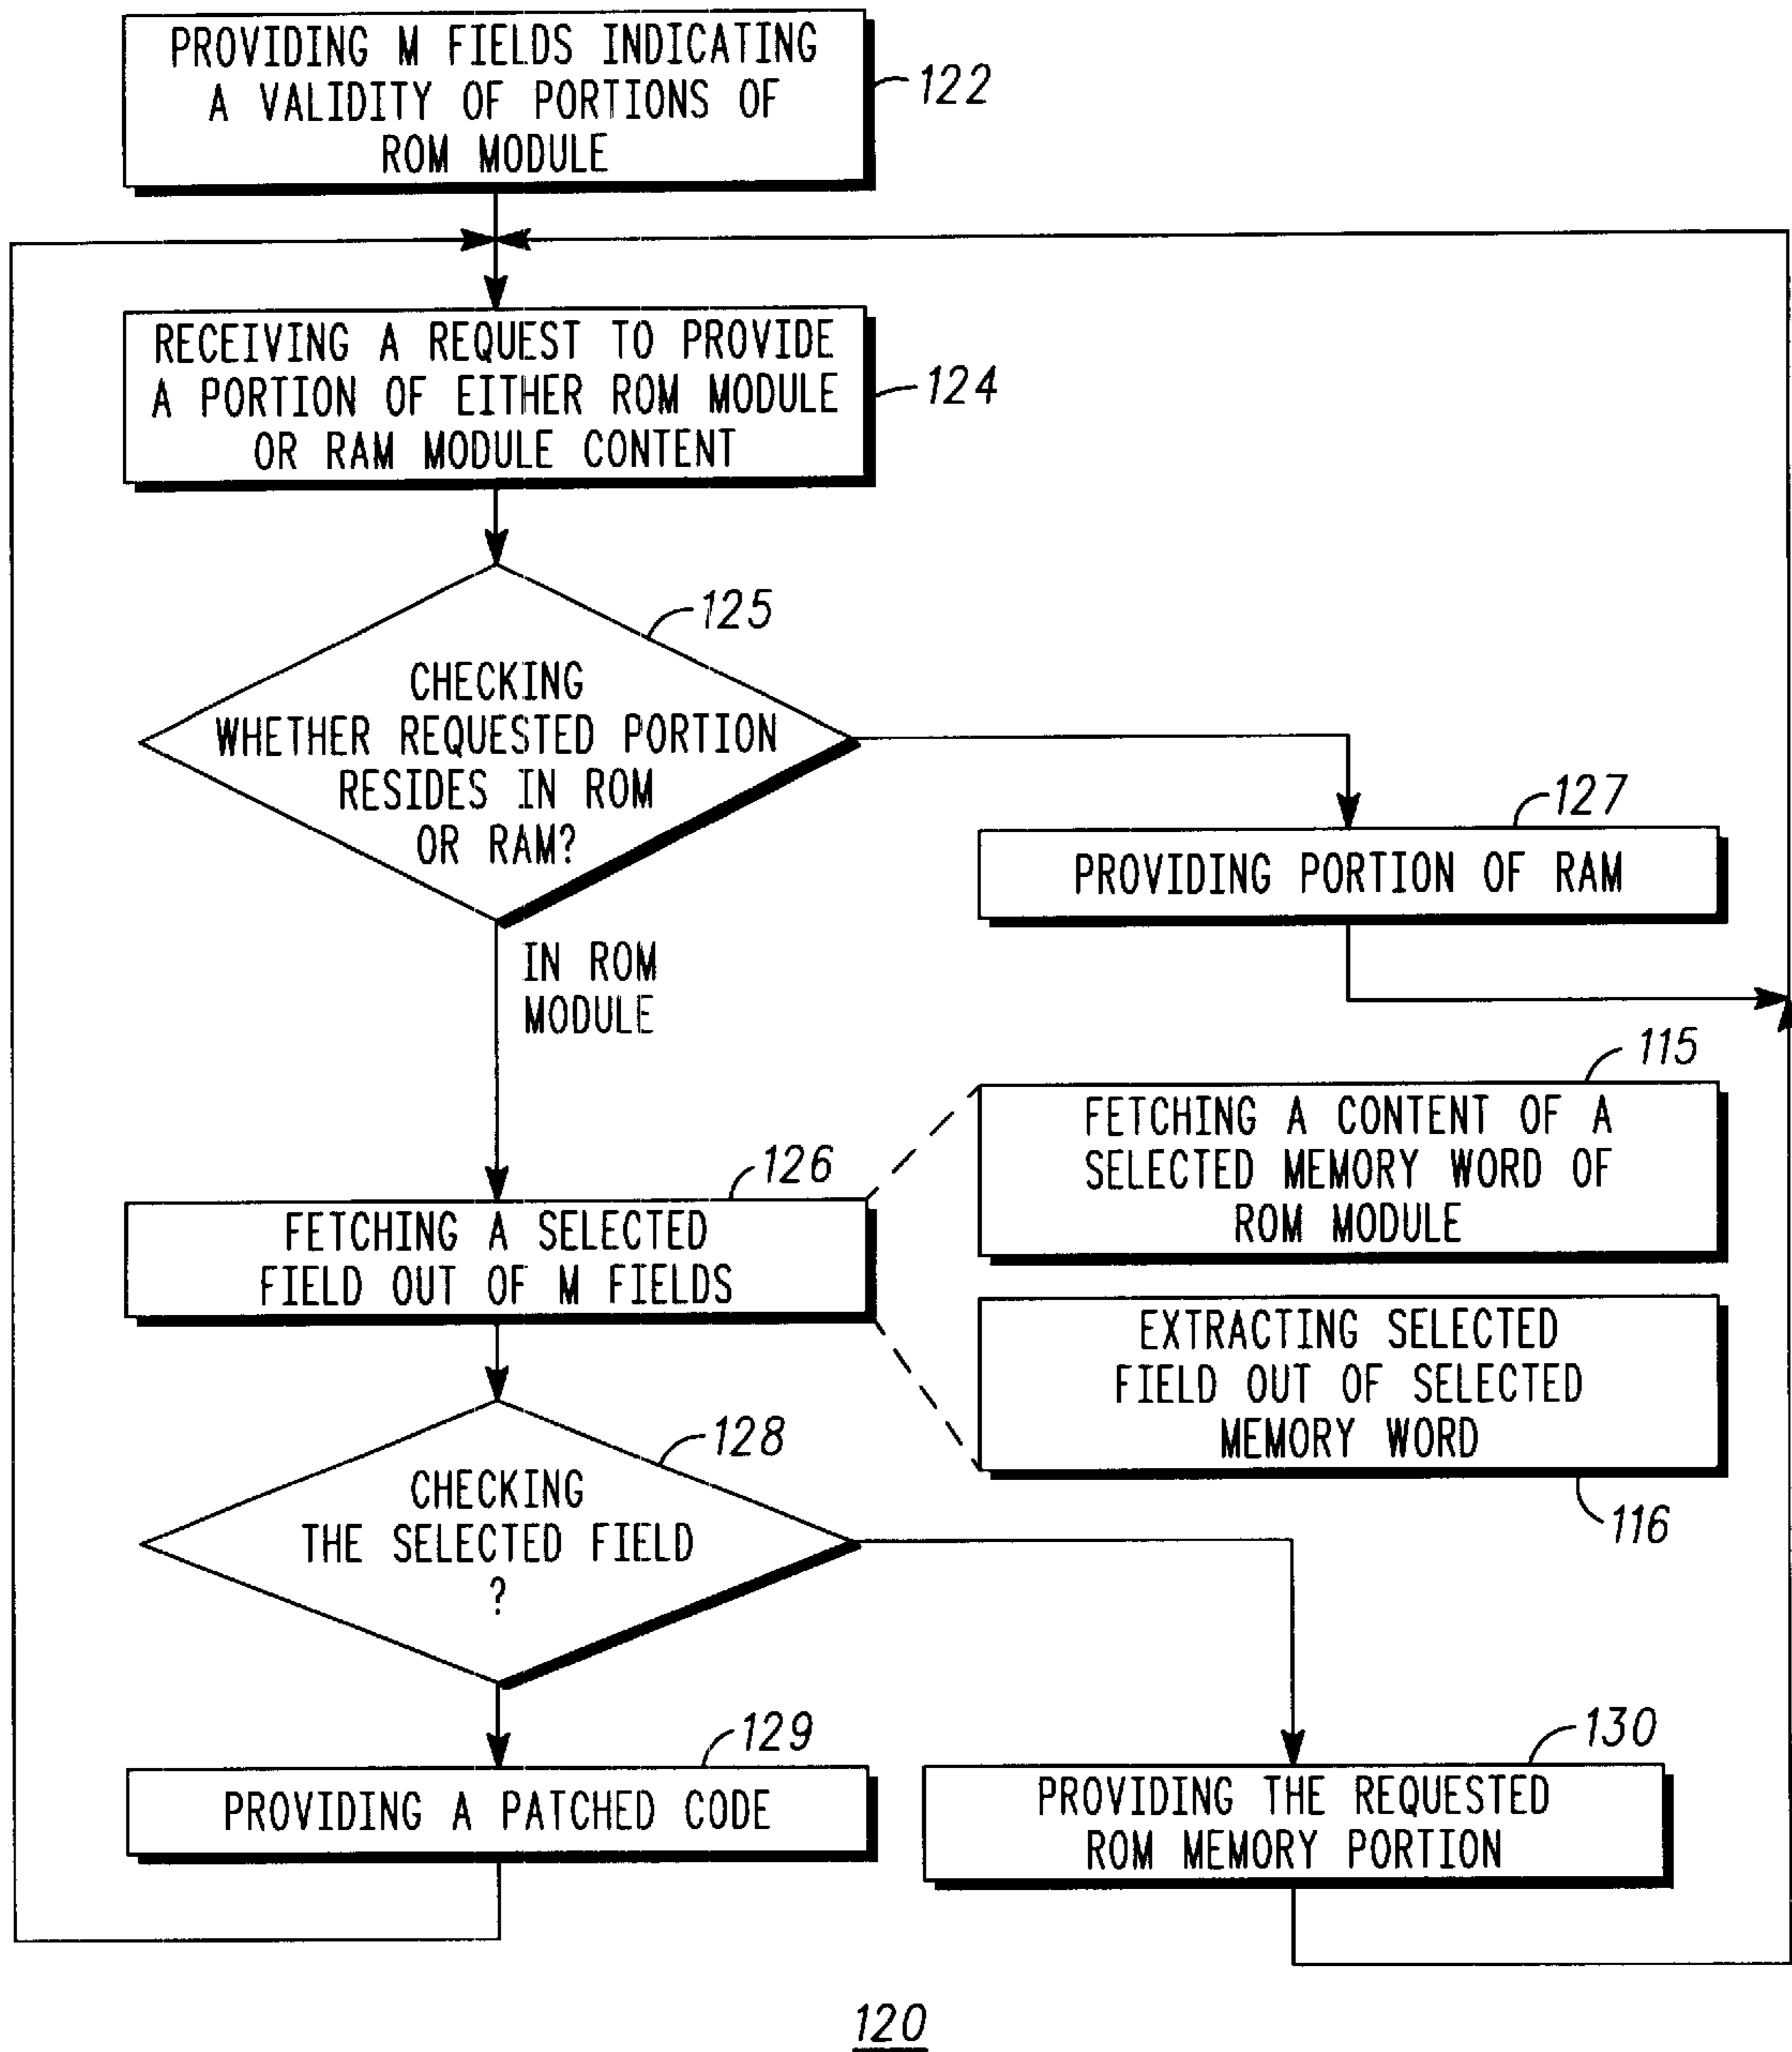 PROVIDING M FIELDS INDICATING
A VALIDITY OF PORTIONS OF
ROM MODULE
122
RECEIVING A REQUEST TO PROVIDE
A PORTION OF EITHER ROM MODULE
OR RAM MODULE CONTENT
124
125
CHECKING
WHETHER REQUESTED PORTION
RESIDES IN ROM
OR RAM?
127
PROVIDING PORTION OF RAM
IN ROM
MODULE
115
FETCHING A CONTENT OF A
SELECTED MEMORY WORD OF
ROM MODULE
126
FETCHING A SELECTED
FIELD OUT OF M FIELDS
EXTRACTING SELECTED
FIELD OUT OF SELECTED
MEMORY WORD
116
128
CHECKING
THE SELECTED FIELD
?
129
PROVIDING A PATCHED CODE
130
PROVIDING THE REQUESTED
ROM MEMORY PORTION
120